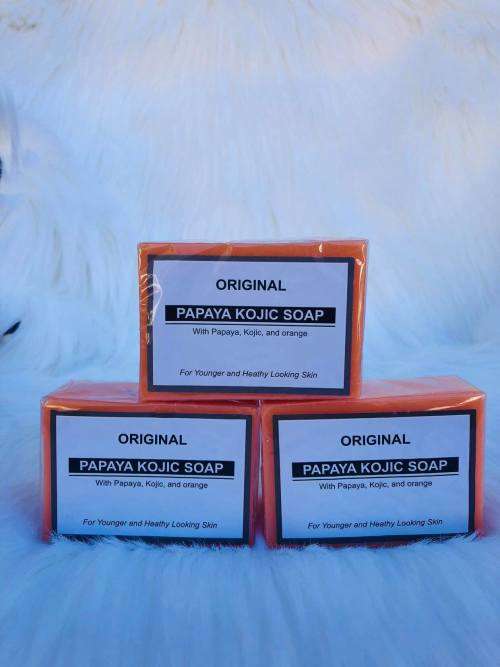 ORIGINAL
PAPAYA KOJIC SOAP
With Papaya, Kojic, and orange
For Younger and Heathy Looking Skin
ORIGINAL
PAPAYA KOJIC SOAP
With Papaya, Kojic, and orange
For Younger and Heathy Looking Skin
ORIGINAL
PAPAYA KOJIC SOAP
With Papaya, Kojic, and orange
For Younger and Heathy Looking Skin